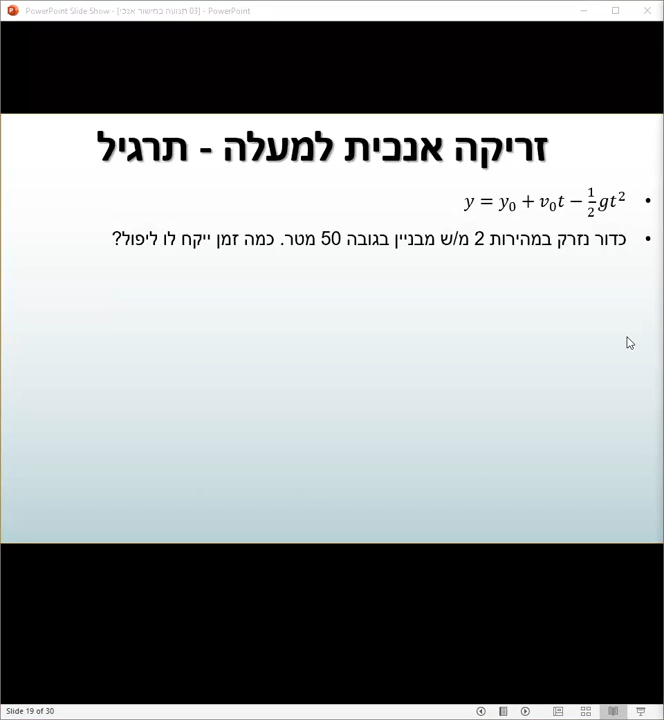 PowerPoint Slide Show - [03 תנועה במישור אנכי] - PowerPoint
זריקה אנכית למעלה - תרגיל
• y = y₀ + v₀t − ½gt²
• כדור נזרק במהירות 2 מ/ש מבניין בגובה 50 מטר. כמה זמן ייקח לו ליפול?
Slide 19 of 30